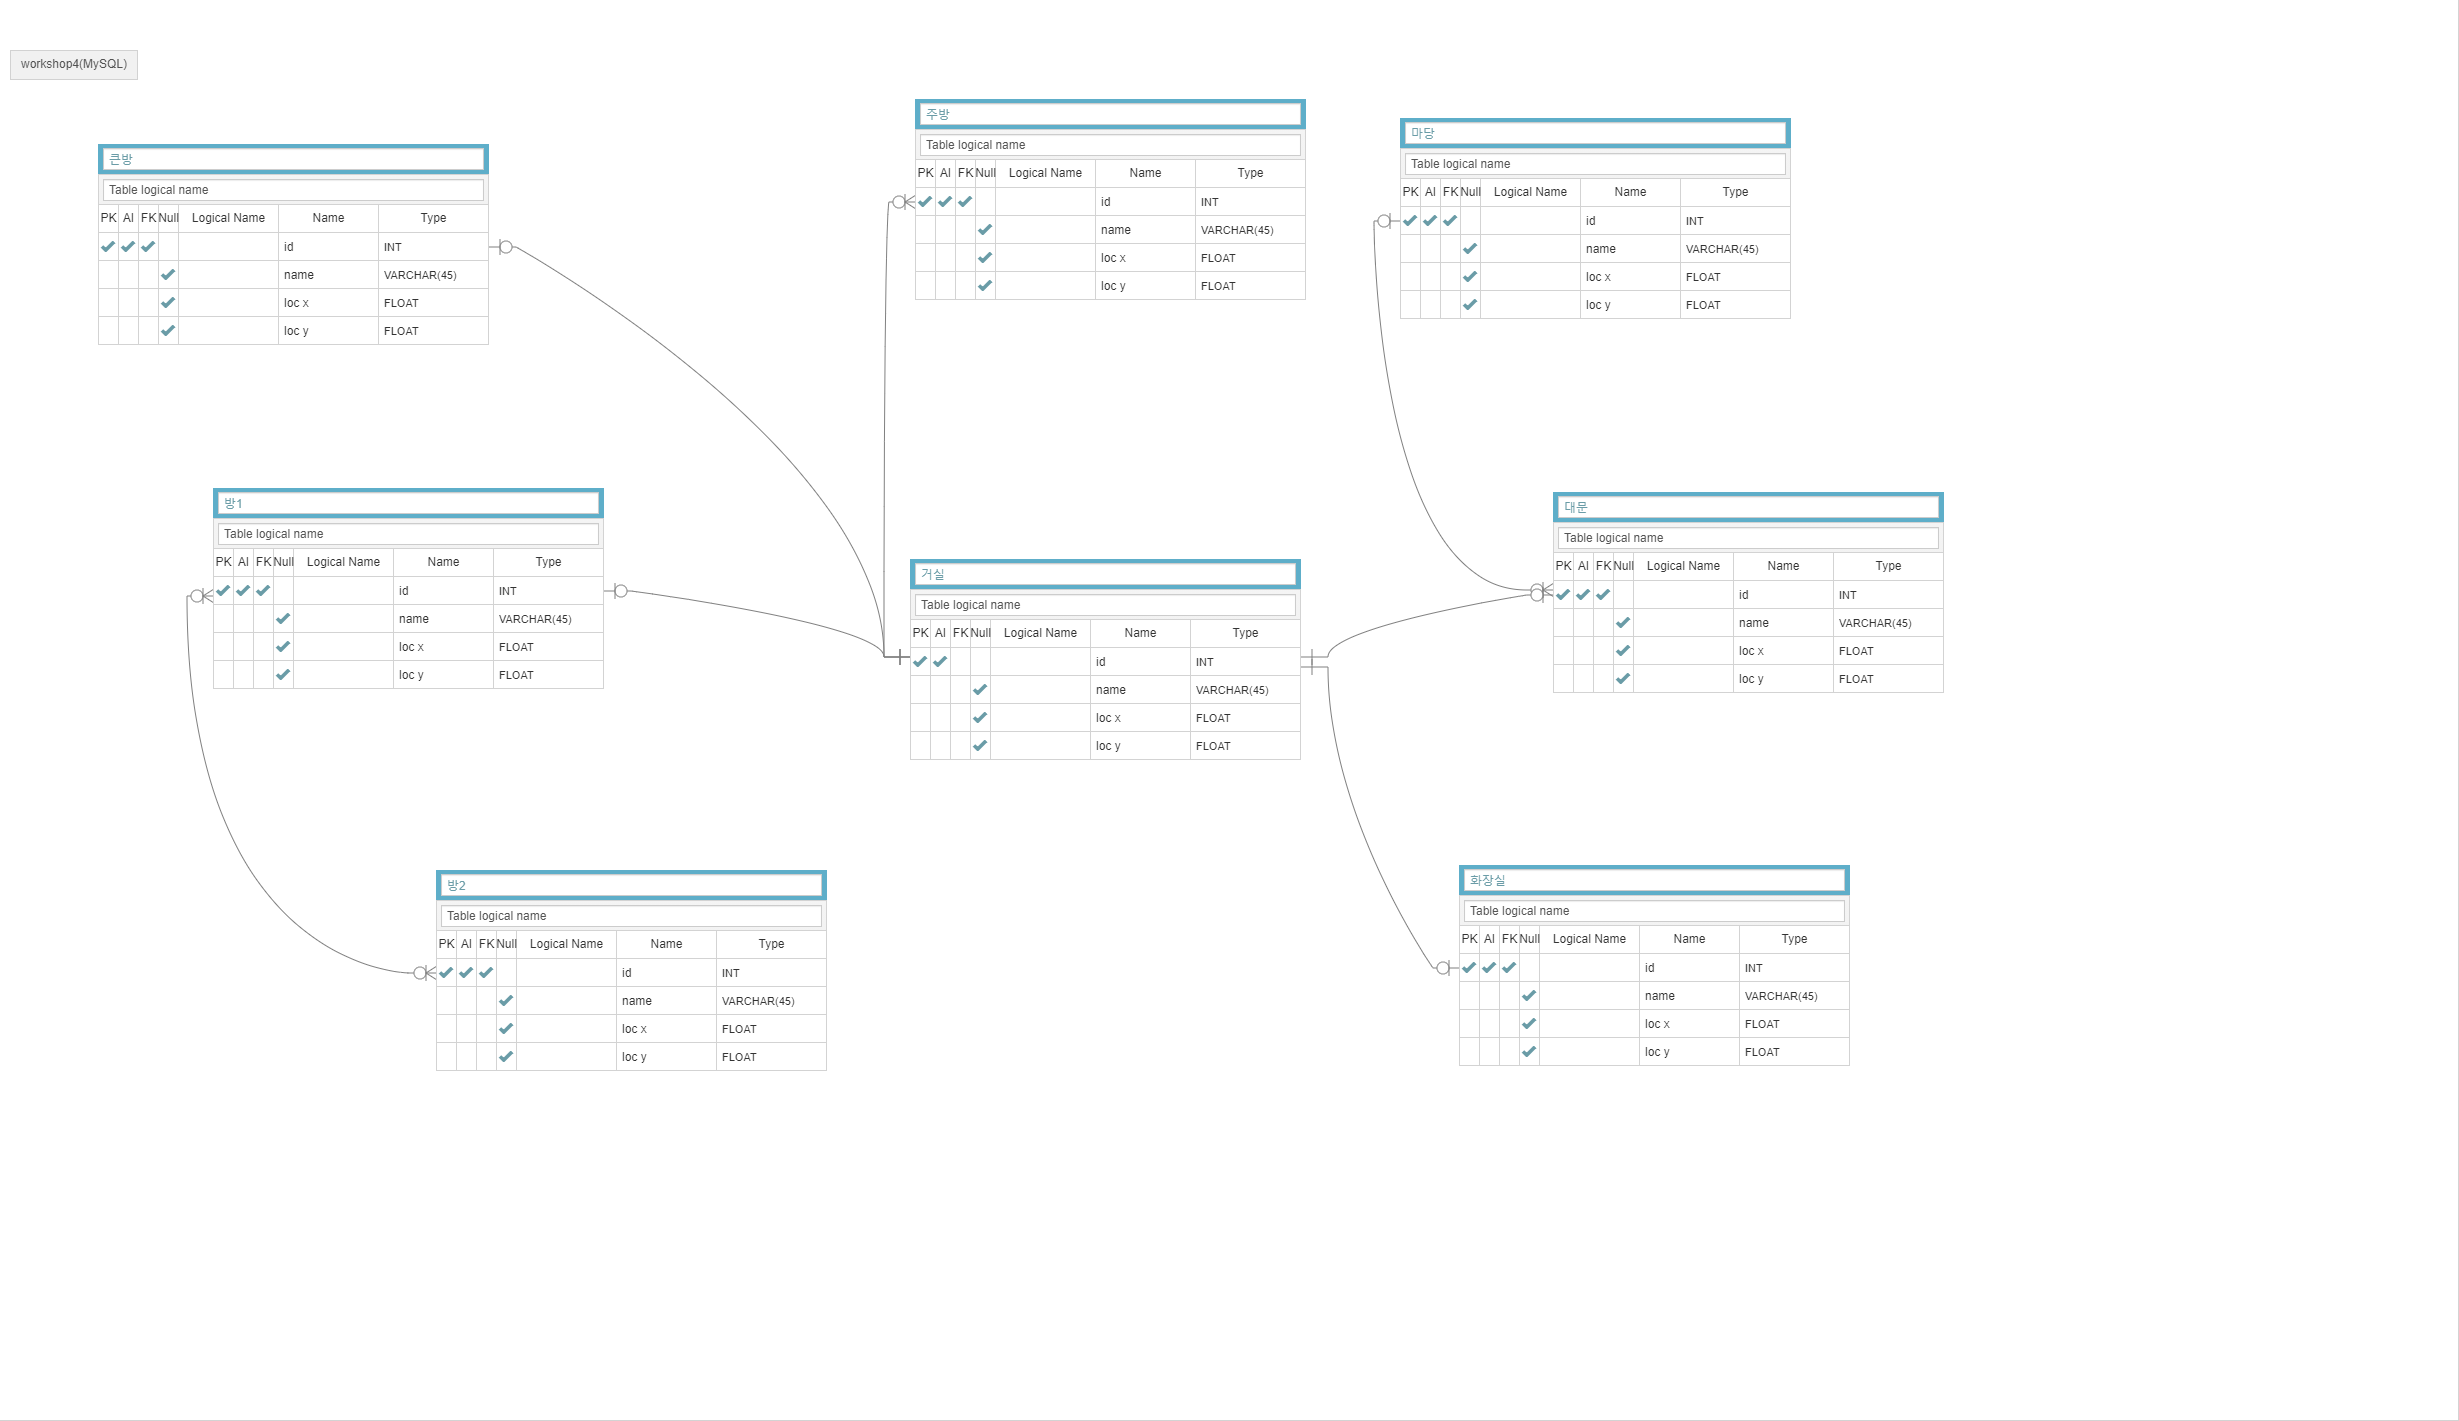 workshop4(MySQL)
큰방
Table logical name
PK AI FK Null Logical Name Name Type
id INT
name VARCHAR(45)
loc x FLOAT
loc y FLOAT
주방
Table logical name
PK AI FK Null Logical Name Name Type
id INT
name VARCHAR(45)
loc x FLOAT
loc y FLOAT
마당
Table logical name
PK AI FK Null Logical Name Name Type
id INT
name VARCHAR(45)
loc x FLOAT
loc y FLOAT
방1
Table logical name
PK AI FK Null Logical Name Name Type
id INT
name VARCHAR(45)
loc x FLOAT
loc y FLOAT
거실
Table logical name
PK AI FK Null Logical Name Name Type
id INT
name VARCHAR(45)
loc x FLOAT
loc y FLOAT
대문
Table logical name
PK AI FK Null Logical Name Name Type
id INT
name VARCHAR(45)
loc x FLOAT
loc y FLOAT
방2
Table logical name
PK AI FK Null Logical Name Name Type
id INT
name VARCHAR(45)
loc x FLOAT
loc y FLOAT
화장실
Table logical name
PK AI FK Null Logical Name Name Type
id INT
name VARCHAR(45)
loc x FLOAT
loc y FLOAT